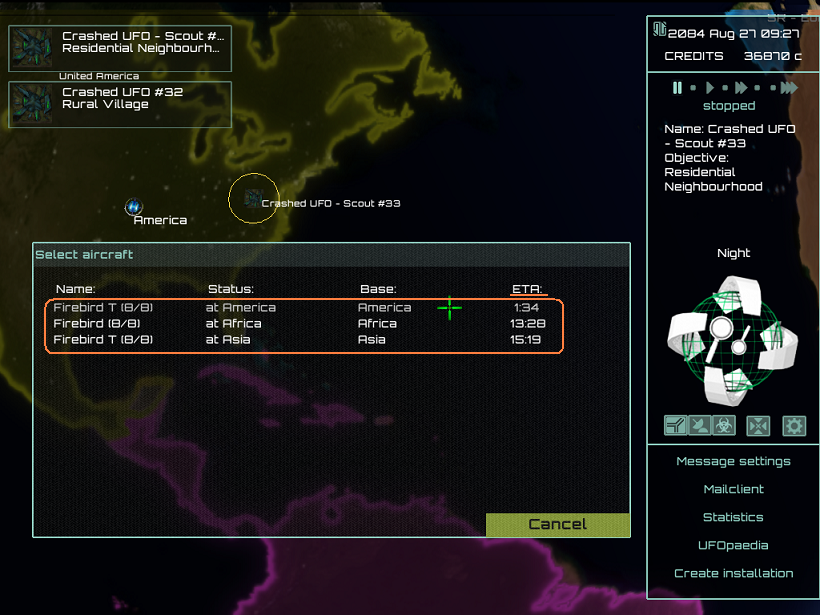 Crashed UFO - Scout #...
Residential Neighbourh...
United America
Crashed UFO #32
Rural Village
America
Crashed UFO - Scout #33
Select aircraft
Name: Status: Base: ETA:
Firebird T (8/8) at America America 1:34
Firebird (8/8) at Africa Africa 13:28
Firebird T (8/8) at Asia Asia 15:19
Cancel
2084 Aug 27 09:27
CREDITS 36870 c
stopped
Name: Crashed UFO
- Scout #33
Objective:
Residential
Neighbourhood
Night
Message settings
Mailclient
Statistics
UFOpaedia
Create installation